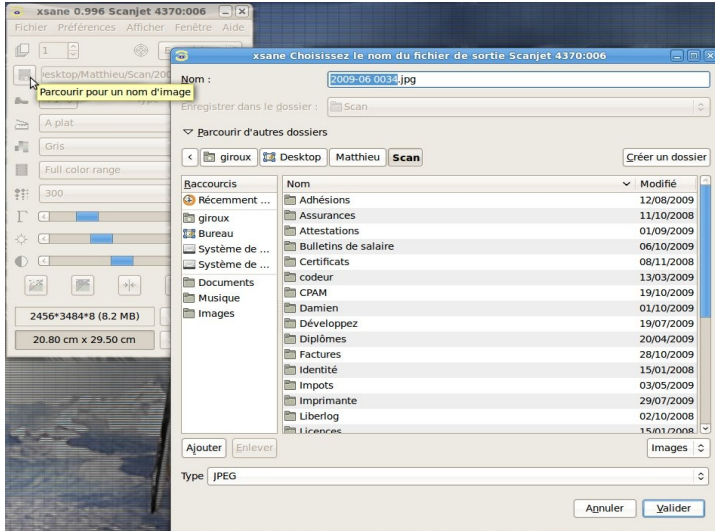 xsane 0.996 Scanjet 4370:006
Fichier Préférences Afficher Fenêtre Aide
1
esktop/Matthieu/Scan/200
Parcourir pour un nom d'image
A plat
Gris
Full color range
300
2456*3484*8 (8.2 MB)
20.80 cm x 29.50 cm
xsane Choisissez le nom du fichier de sortie Scanjet 4370:006
Nom : 2009-06 0034.jpg
Enregistrer dans le dossier : Scan
Parcourir d'autres dossiers
giroux Desktop Matthieu Scan Créer un dossier
Raccourcis
Récemment ...
giroux
Bureau
Système de ...
Système de ...
Documents
Musique
Images
Nom Modifié
Adhésions 12/08/2009
Assurances 11/10/2008
Attestations 01/09/2009
Bulletins de salaire 06/10/2009
Certificats 08/11/2008
codeur 13/03/2009
CPAM 19/10/2009
Damien 01/10/2009
Développez 19/07/2009
Diplômes 20/04/2009
Factures 28/10/2009
Identité 15/01/2008
Impots 03/05/2009
Imprimante 29/07/2009
Liberlog 02/10/2008
Licences 15/01/2008
Ajouter Enlever Images
Type JPEG
Annuler Valider